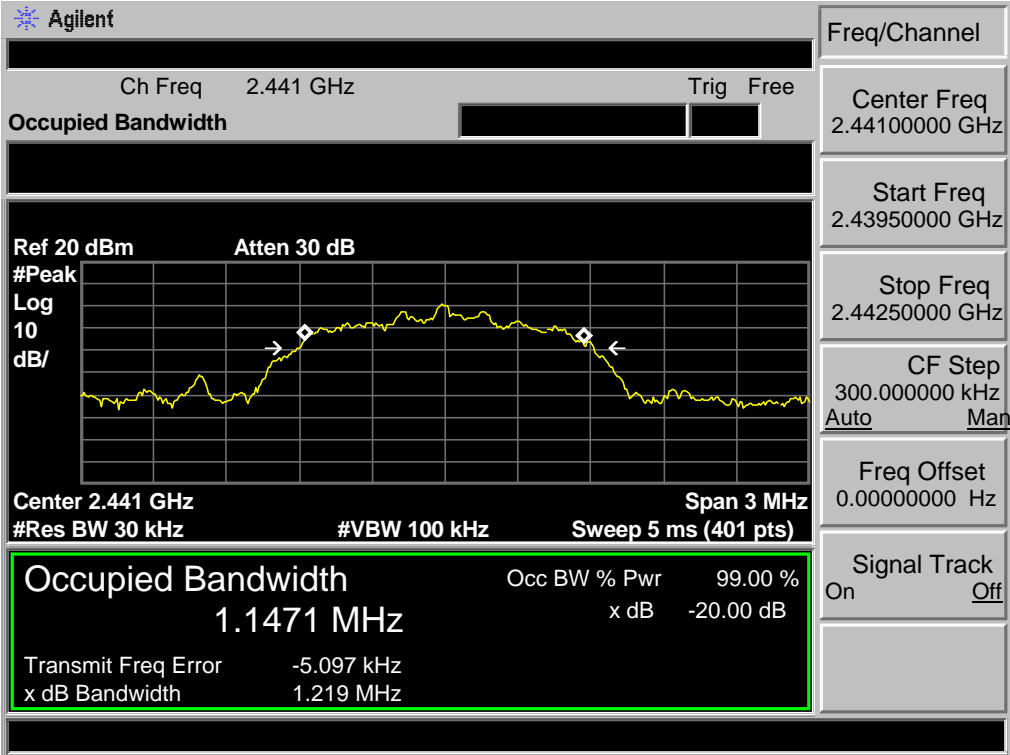 Agilent
Freq/Channel
Ch Freq 2.441 GHz Trig Free
Occupied Bandwidth
Center Freq
2.44100000 GHz
Start Freq
2.43950000 GHz
Stop Freq
2.44250000 GHz
CF Step
300.000000 kHz
Auto Man
Freq Offset
0.00000000 Hz
Signal Track
On Off
Ref 20 dBm Atten 30 dB
#Peak
Log
10
dB/
Center 2.441 GHz Span 3 MHz
#Res BW 30 kHz #VBW 100 kHz Sweep 5 ms (401 pts)
Occupied Bandwidth
1.1471 MHz
Occ BW % Pwr 99.00 %
x dB -20.00 dB
Transmit Freq Error -5.097 kHz
x dB Bandwidth 1.219 MHz